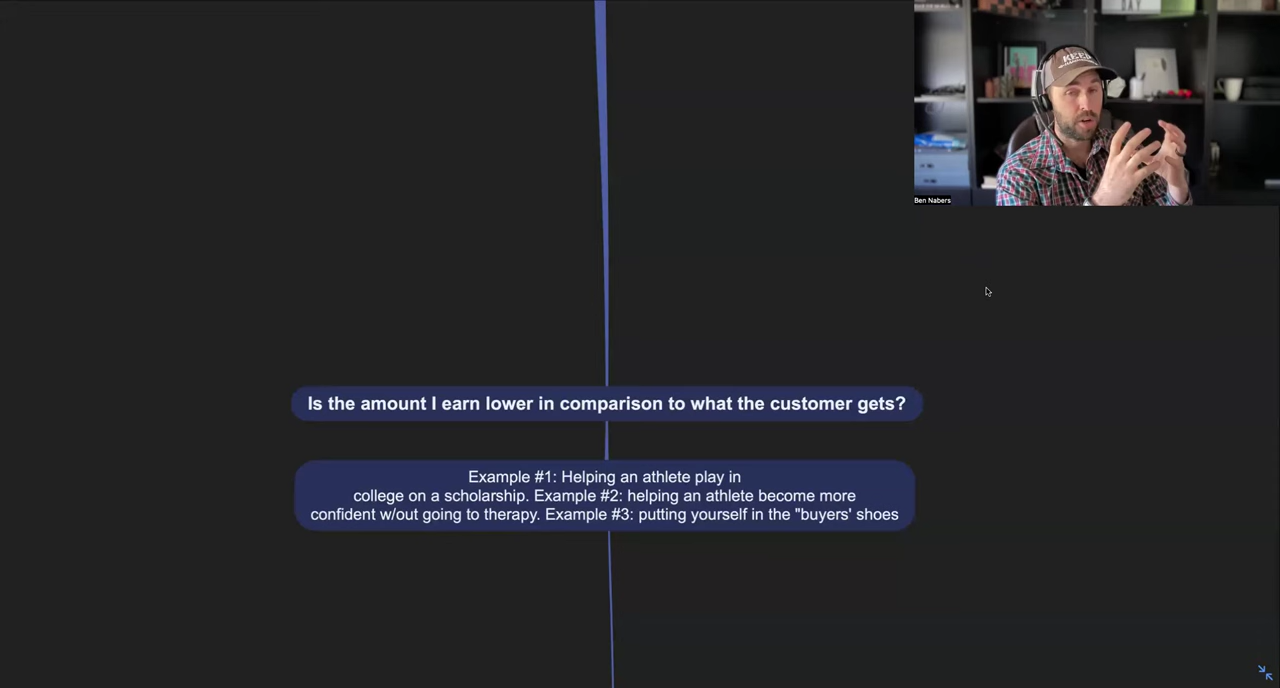 KEEP
Ben Nabers
Is the amount I earn lower in comparison to what the customer gets?
Example #1: Helping an athlete play in
college on a scholarship. Example #2: helping an athlete become more
confident w/out going to therapy. Example #3: putting yourself in the "buyers' shoes